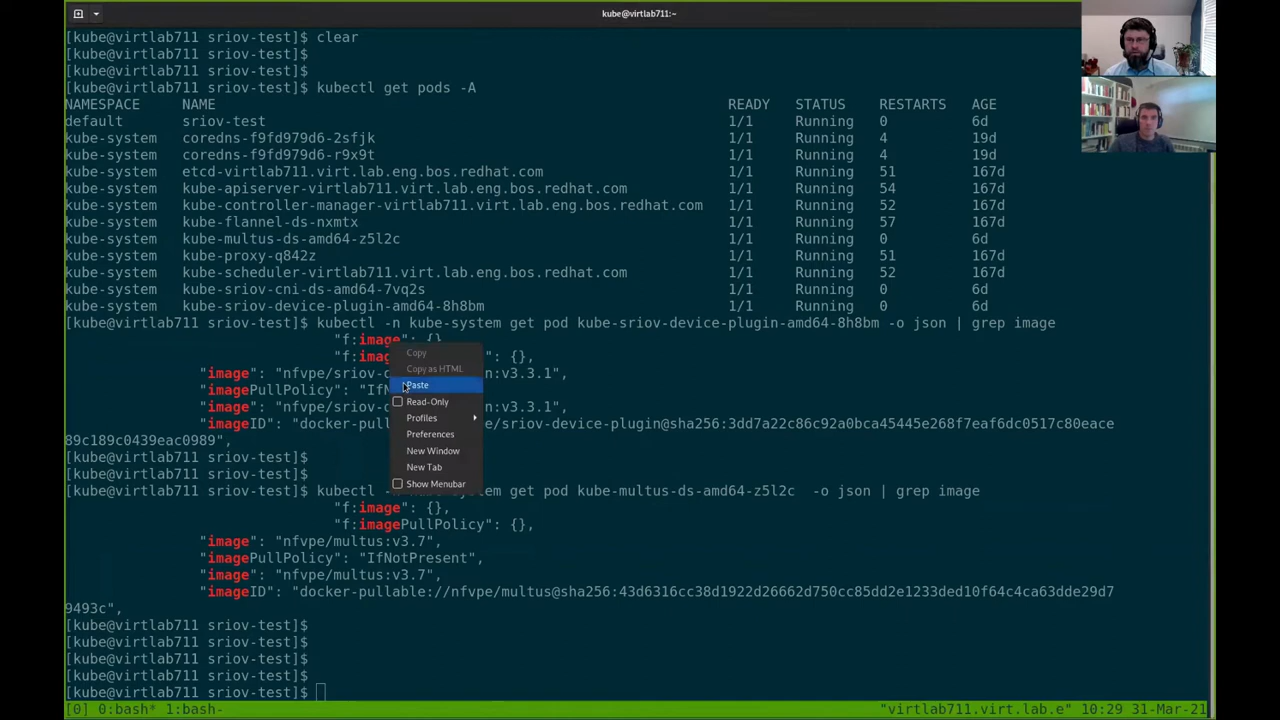 kube@virtlab711:~
[kube@virtlab711 sriov-test]$ clear
[kube@virtlab711 sriov-test]$
[kube@virtlab711 sriov-test]$
[kube@virtlab711 sriov-test]$ kubectl get pods -A
NAMESPACE NAME READY STATUS RESTARTS AGE
default sriov-test 1/1 Running 0 6d
kube-system coredns-f9fd979d6-2sfjk 1/1 Running 4 19d
kube-system coredns-f9fd979d6-r9x9t 1/1 Running 4 19d
kube-system etcd-virtlab711.virt.lab.eng.bos.redhat.com 1/1 Running 51 167d
kube-system kube-apiserver-virtlab711.virt.lab.eng.bos.redhat.com 1/1 Running 54 167d
kube-system kube-controller-manager-virtlab711.virt.lab.eng.bos.redhat.com 1/1 Running 52 167d
kube-system kube-flannel-ds-nxmtx 1/1 Running 57 167d
kube-system kube-multus-ds-amd64-z5l2c 1/1 Running 0 6d
kube-system kube-proxy-q842z 1/1 Running 51 167d
kube-system kube-scheduler-virtlab711.virt.lab.eng.bos.redhat.com 1/1 Running 52 167d
kube-system kube-sriov-cni-ds-amd64-7vq2s 1/1 Running 0 6d
kube-system kube-sriov-device-plugin-amd64-8h8bm 1/1 Running 0 6d
[kube@virtlab711 sriov-test]$ kubectl -n kube-system get pod kube-sriov-device-plugin-amd64-8h8bm -o json | grep image
"f:image": {}
"f:ima ": {},
"image": "nfvpe/sriov- n:v3.3.1",
"imagePullPolicy": "IfN
"image": "nfvpe/sriov- n:v3.3.1",
"imageID": "docker-pull e/sriov-device-plugin@sha256:3dd7a22c86c92a0bca45445e268f7eaf6dc0517c80eace
89c189c0439eac0989",
Copy
Copy as HTML
Paste
Read-Only
Profiles
Preferences
New Window
New Tab
Show Menubar
[kube@virtlab711 sriov-test]$
[kube@virtlab711 sriov-test]$
[kube@virtlab711 sriov-test]$ kubectl -n kube-system get pod kube-multus-ds-amd64-z5l2c -o json | grep image
"f:image": {},
"f:imagePullPolicy": {},
"image": "nfvpe/multus:v3.7",
"imagePullPolicy": "IfNotPresent",
"image": "nfvpe/multus:v3.7",
"imageID": "docker-pullable://nfvpe/multus@sha256:43d6316cc38d1922d26662d750cc85dd2e1233ded10f64c4ca63dde29d7
9493c",
[kube@virtlab711 sriov-test]$
[kube@virtlab711 sriov-test]$
[kube@virtlab711 sriov-test]$
[kube@virtlab711 sriov-test]$
[kube@virtlab711 sriov-test]$
[0] 0:bash* 1:bash- "virtlab711.virt.lab.e" 10:29 31-Mar-21